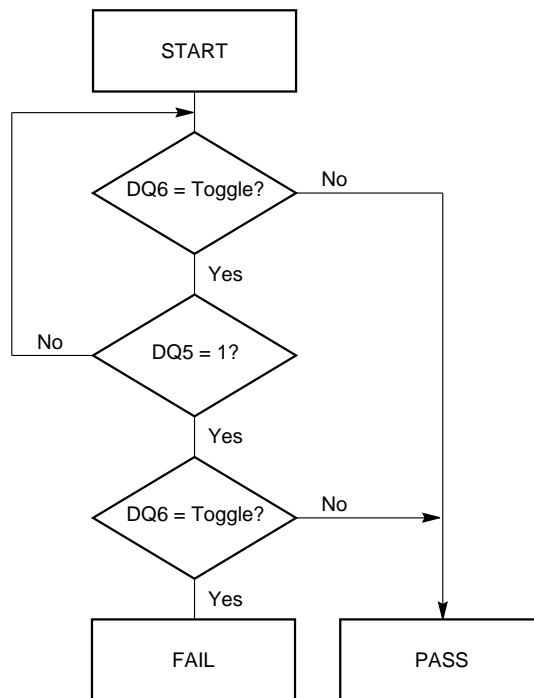 START
DQ6 = Toggle?
No
Yes
No
DQ5 = 1?
Yes
DQ6 = Toggle?
No
Yes
FAIL
PASS